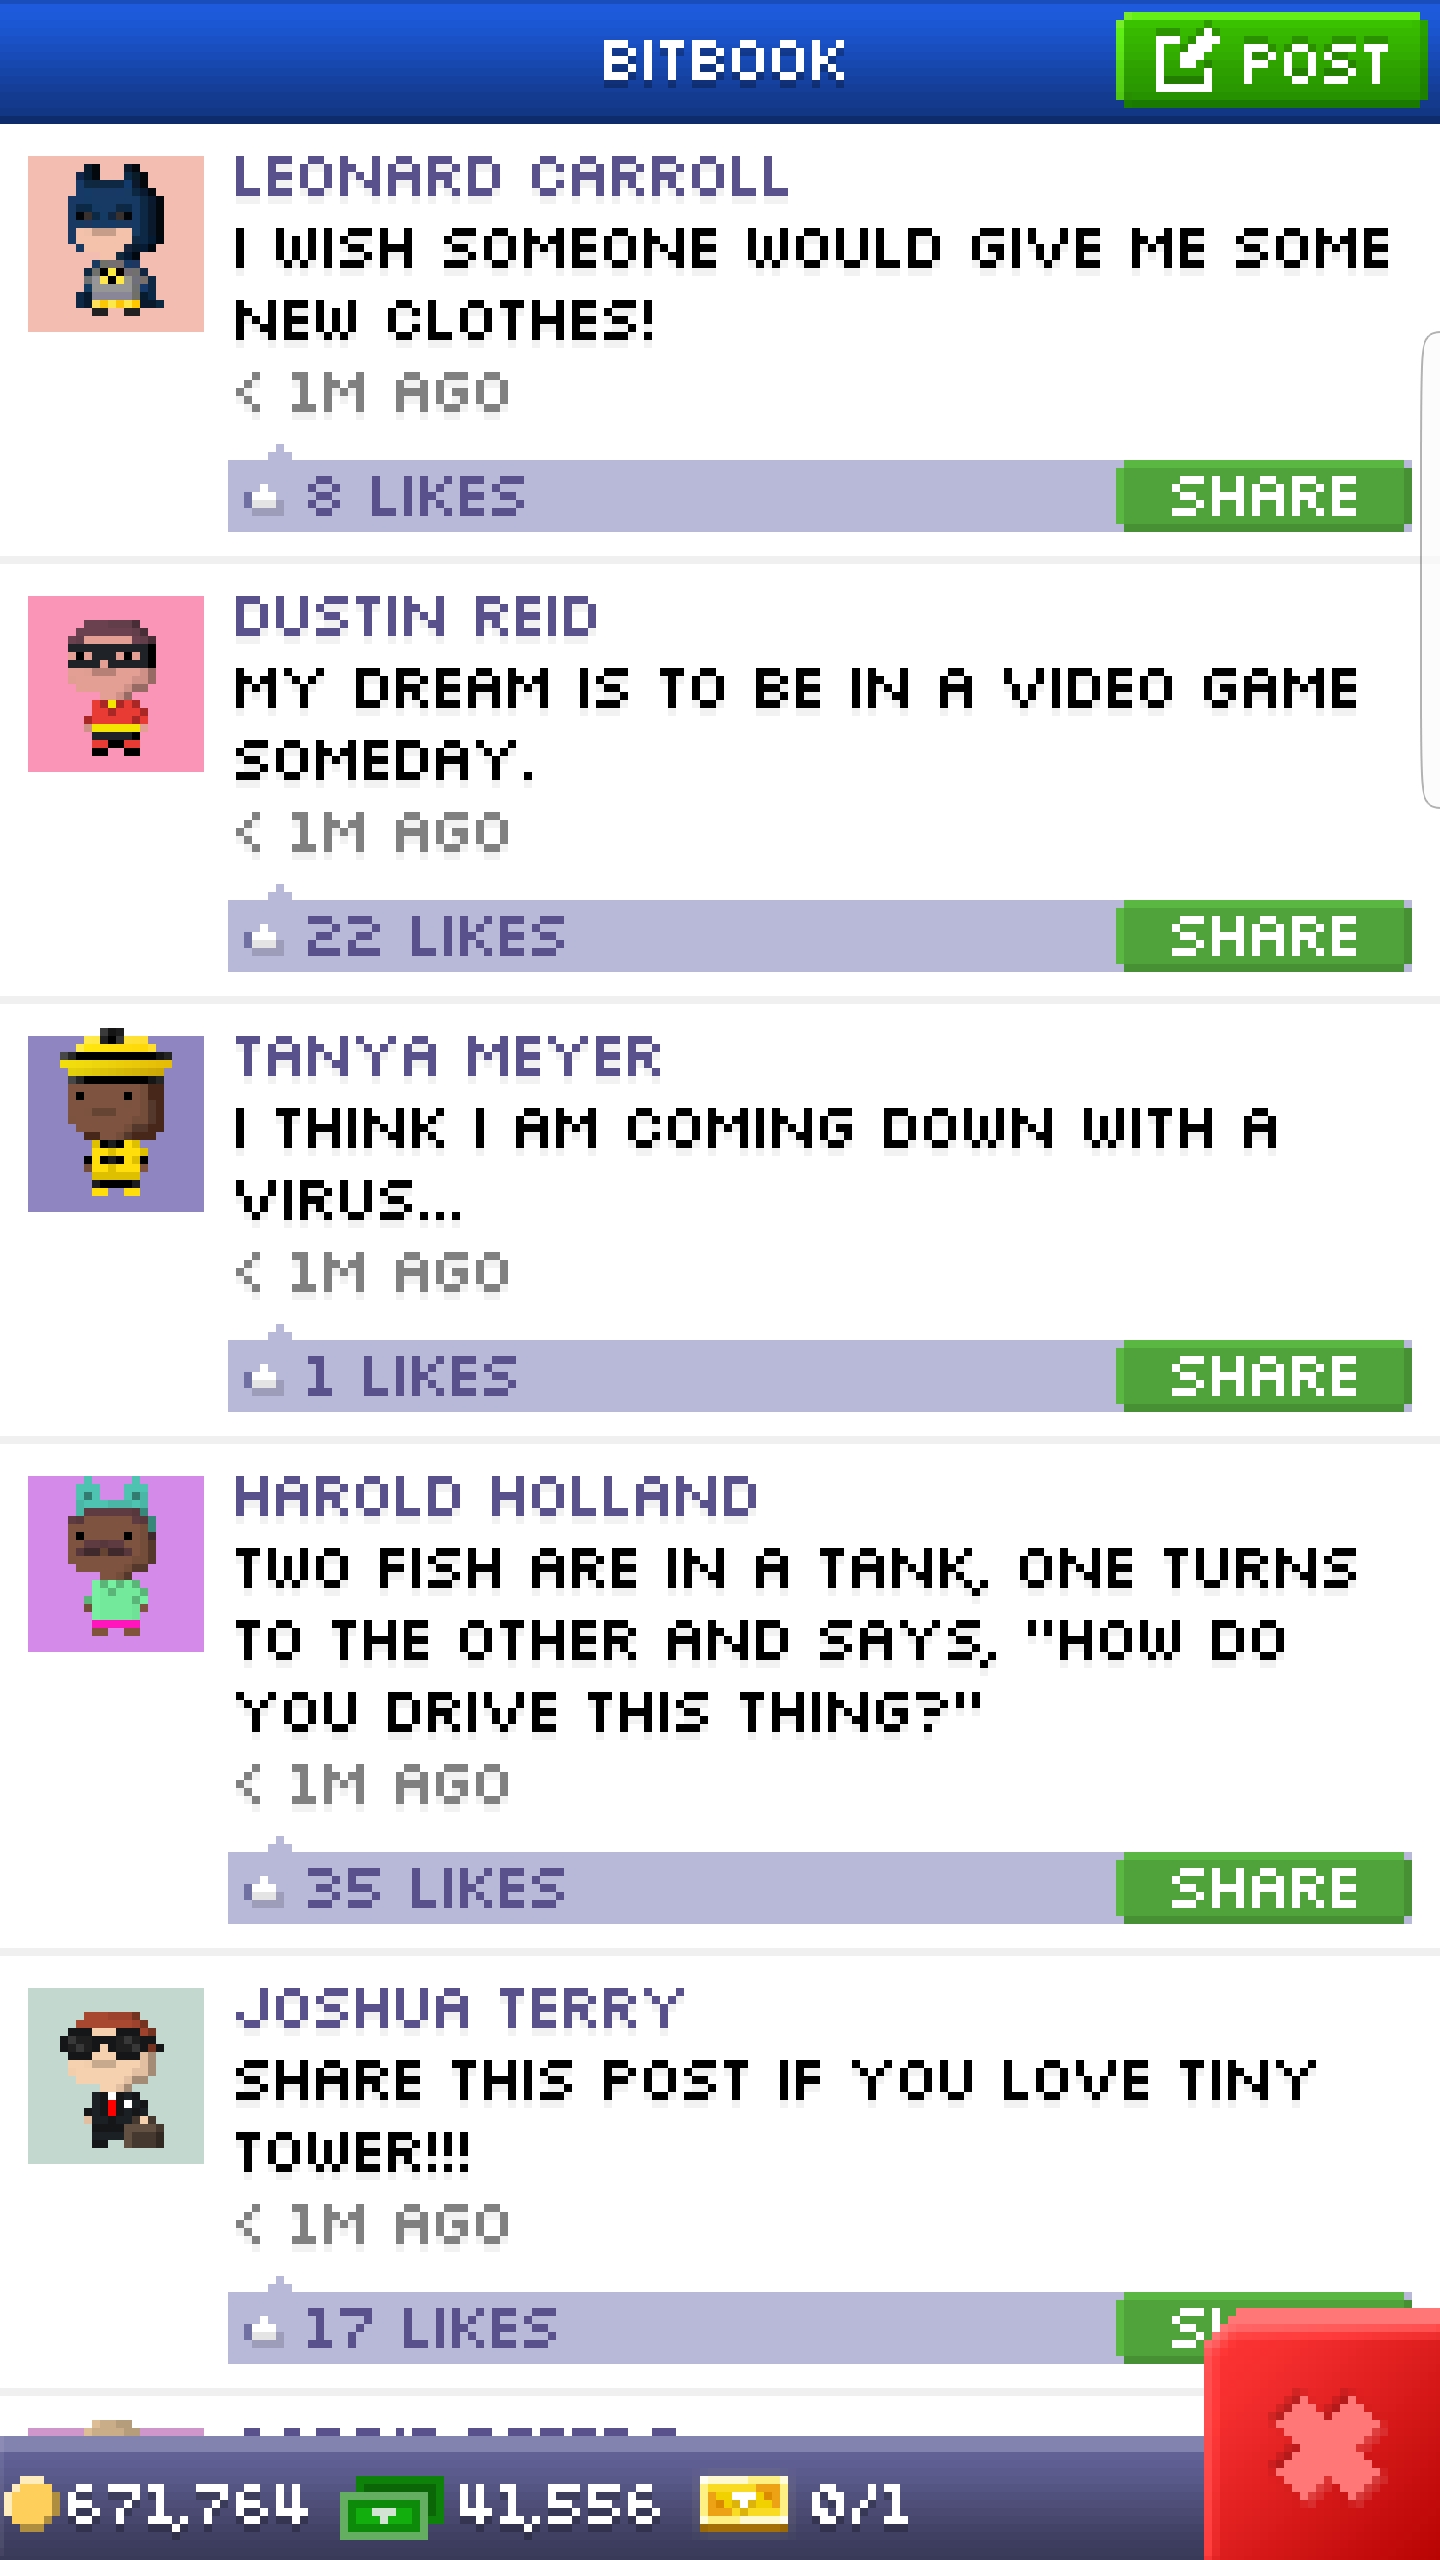 BITBOOK
POST
LEONARD CARROLL
I WISH SOMEONE WOULD GIVE ME SOME
NEW CLOTHES!
< 1M AGO
8 LIKES
SHARE
DUSTIN REID
MY DREAM IS TO BE IN A VIDEO GAME
SOMEDAY.
< 1M AGO
22 LIKES
SHARE
TANYA MEYER
I THINK I AM COMING DOWN WITH A
VIRUS...
< 1M AGO
1 LIKES
SHARE
HAROLD HOLLAND
TWO FISH ARE IN A TANK, ONE TURNS
TO THE OTHER AND SAYS, "HOW DO
YOU DRIVE THIS THING?"
< 1M AGO
35 LIKES
SHARE
JOSHUA TERRY
SHARE THIS POST IF YOU LOVE TINY
TOWER!!!
< 1M AGO
17 LIKES
671,764 41,556 0/1